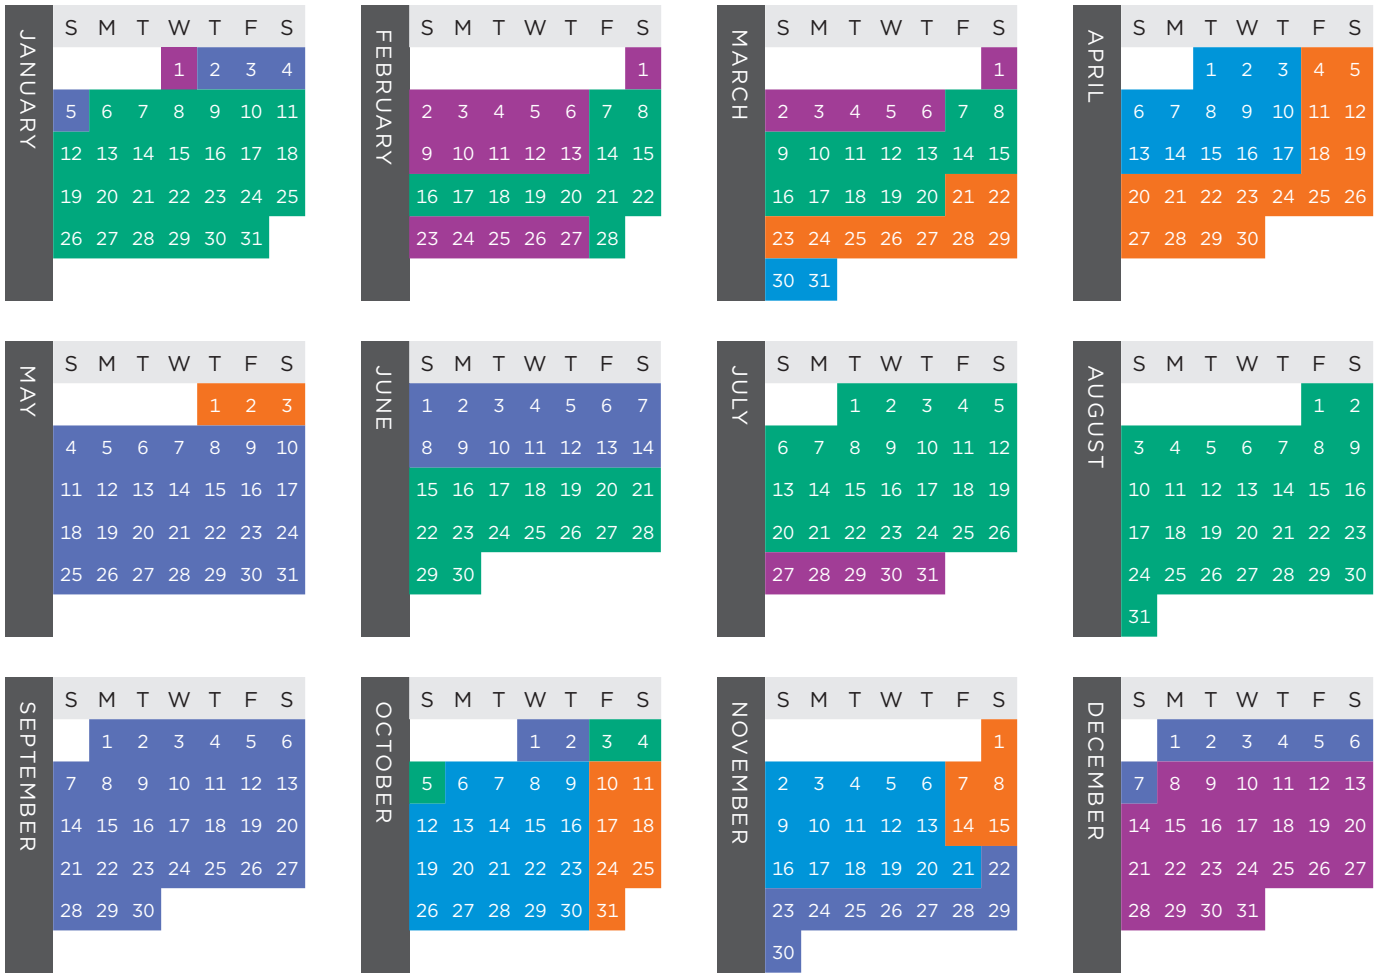 JANUARY
S M T W T F S
1 2 3 4
5 6 7 8 9 10 11
12 13 14 15 16 17 18
19 20 21 22 23 24 25
26 27 28 29 30 31
FEBRUARY
S M T W T F S
1
2 3 4 5 6 7 8
9 10 11 12 13 14 15
16 17 18 19 20 21 22
23 24 25 26 27 28
MARCH
S M T W T F S
1
2 3 4 5 6 7 8
9 10 11 12 13 14 15
16 17 18 19 20 21 22
23 24 25 26 27 28 29
30 31
APRIL
S M T W T F S
1 2 3 4 5
6 7 8 9 10 11 12
13 14 15 16 17 18 19
20 21 22 23 24 25 26
27 28 29 30
MAY
S M T W T F S
1 2 3
4 5 6 7 8 9 10
11 12 13 14 15 16 17
18 19 20 21 22 23 24
25 26 27 28 29 30 31
JUNE
S M T W T F S
1 2 3 4 5 6 7
8 9 10 11 12 13 14
15 16 17 18 19 20 21
22 23 24 25 26 27 28
29 30
JULY
S M T W T F S
1 2 3 4 5
6 7 8 9 10 11 12
13 14 15 16 17 18 19
20 21 22 23 24 25 26
27 28 29 30 31
AUGUST
S M T W T F S
1 2
3 4 5 6 7 8 9
10 11 12 13 14 15 16
17 18 19 20 21 22 23
24 25 26 27 28 29 30
31
SEPTEMBER
S M T W T F S
1 2 3 4 5 6
7 8 9 10 11 12 13
14 15 16 17 18 19 20
21 22 23 24 25 26 27
28 29 30
OCTOBER
S M T W T F S
1 2 3 4
5 6 7 8 9 10 11
12 13 14 15 16 17 18
19 20 21 22 23 24 25
26 27 28 29 30 31
NOVEMBER
S M T W T F S
1
2 3 4 5 6 7 8
9 10 11 12 13 14 15
16 17 18 19 20 21 22
23 24 25 26 27 28 29
30
DECEMBER
S M T W T F S
1 2 3 4 5 6
7 8 9 10 11 12 13
14 15 16 17 18 19 20
21 22 23 24 25 26 27
28 29 30 31